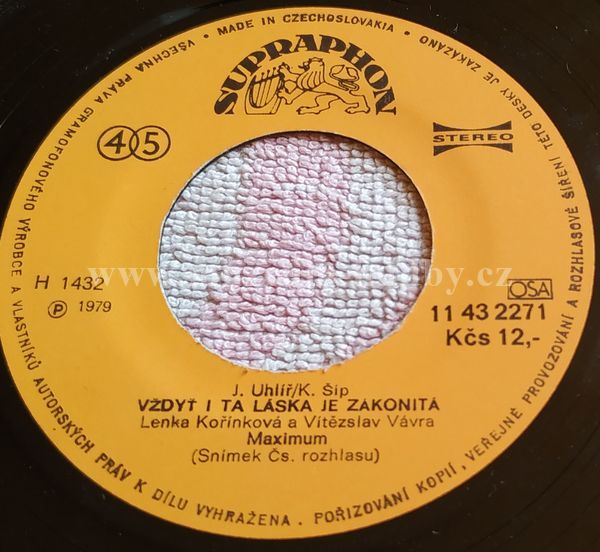 VŠECHNA PRÁVA GRAMOFONOVÉHO VÝROBCE A VLASTNÍKŮ AUTORSKÝCH PRÁV K DÍLU VYHRAŽENA . POŘIZOVÁNÍ KOPIÍ, VEŘEJNÉ PROVOZOVÁNÍ A ROZHLASOVÉ ŠÍŘENÍ TÉTO DESKY JE ZAKÁZÁNO
• MADE IN CZECHOSLOVAKIA •
SUPRAPHON
45
STEREO
H 1432
Ⓟ 1979
OSA
11 43 2271
Kčs 12,-
J. Uhlíř/K. Šíp
VŽDYŤ I TA LÁSKA JE ZÁKONITÁ
Lenka Kořínková a Vítězslav Vávra
Maximum
(Snímek Čs. rozhlasu)